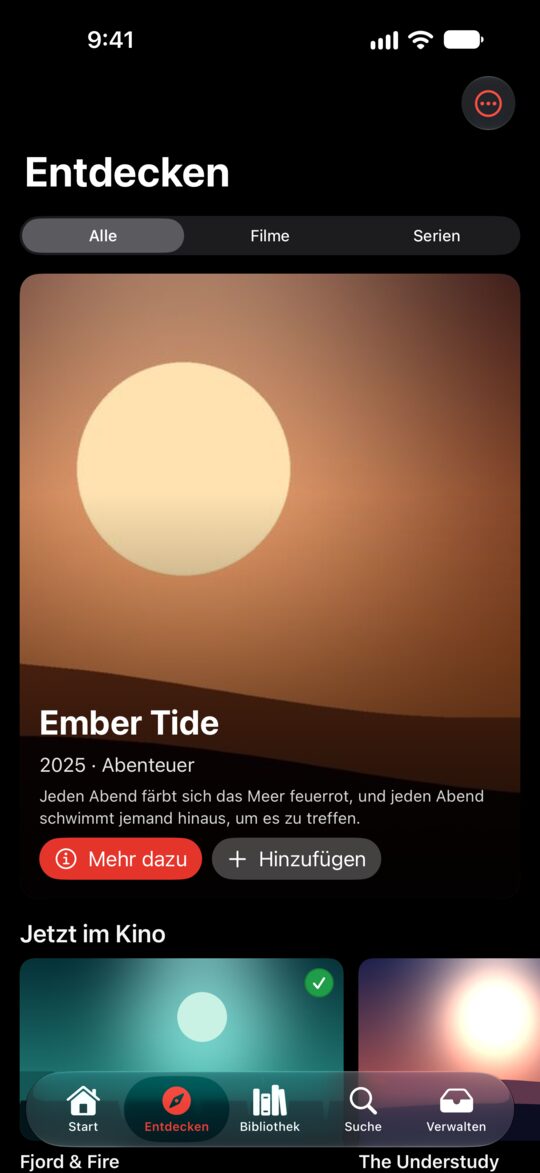 9:41
Entdecken
Alle
Filme
Serien
Ember Tide
2025 · Abenteuer
Jeden Abend färbt sich das Meer feuerrot, und jeden Abend
schwimmt jemand hinaus, um es zu treffen.
Mehr dazu
Hinzufügen
Jetzt im Kino
Start
Entdecken
Bibliothek
Suche
Verwalten
Fjord & Fire
The Understudy